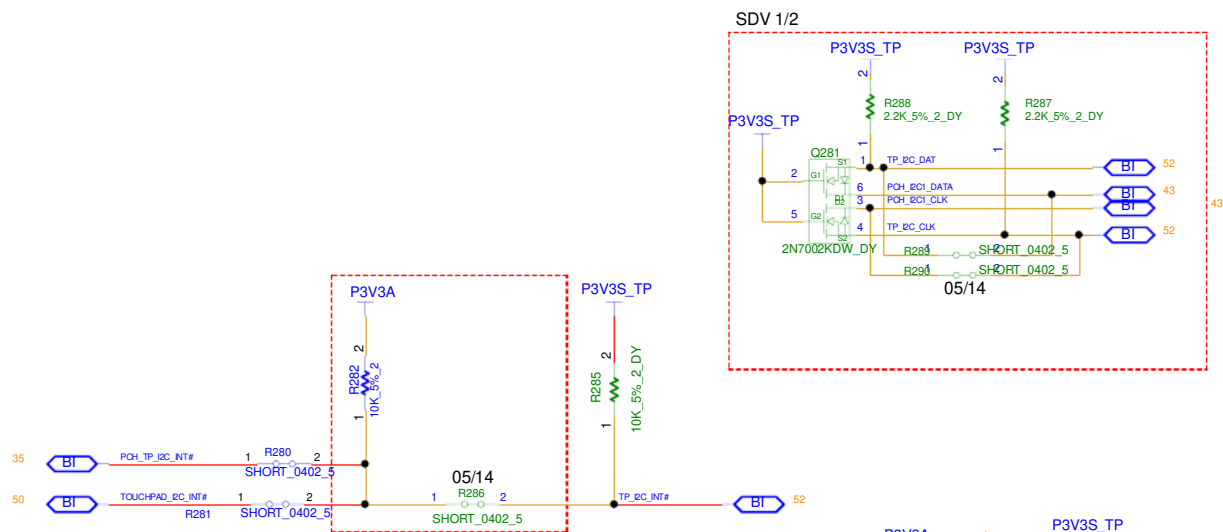 SDV 1/2
P3V3S_TP
P3V3S_TP
2
2
R288
2.2K_5%_2_DY
R287
2.2K_5%_2_DY
P3V3S_TP
1
1
Q281
1
S1
TP_I2C_DAT
BI
52
2
G1
6
D1
PCH_I2C1_DATA
BI
43
3
D2
PCH_I2C1_CLK
BI
43
5
G2
4
S2
TP_I2C_CLK
BI
52
2N7002KDW_DY
R289
1
2
SHORT_0402_5
R290
1
2
SHORT_0402_5
05/14
P3V3A
P3V3S_TP
2
R282
10K_5%_2
1
2
R285
10K_5%_2_DY
1
35
BI
PCH_TP_I2C_INT#
1
R280
2
SHORT_0402_5
05/14
50
BI
TOUCHPAD_I2C_INT#
1
2
R281
SHORT_0402_5
1
R286
2
SHORT_0402_5
TP_I2C_INT#
BI
52
P3V3A
P3V3S_TP